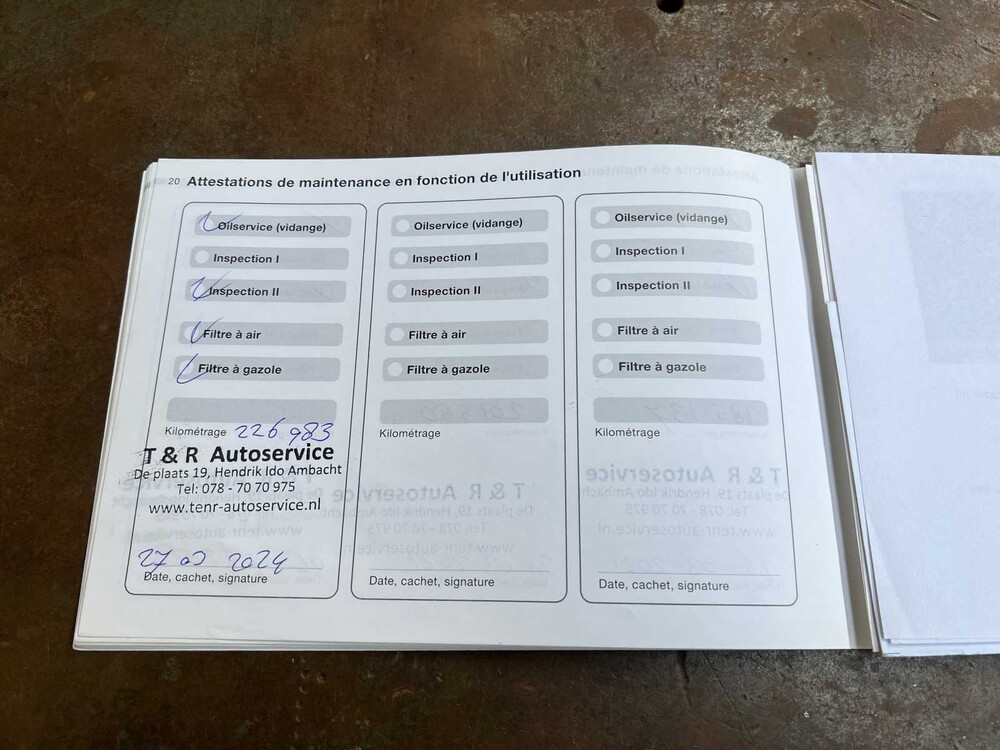 20 Attestations de maintenance en fonction de l'utilisation
Oilservice (vidange)
Inspection I
Inspection II
Filtre à air
Filtre à gazole
Kilométrage 226 983
T & R Autoservice
De plaats 19, Hendrik Ido Ambacht
Tel: 078 - 70 70 975
www.tenr-autoservice.nl
27 03 2024
Date, cachet, signature
Oilservice (vidange)
Inspection I
Inspection II
Filtre à air
Filtre à gazole
Kilométrage
Date, cachet, signature
Oilservice (vidange)
Inspection I
Inspection II
Filtre à air
Filtre à gazole
Kilométrage
Date, cachet, signature